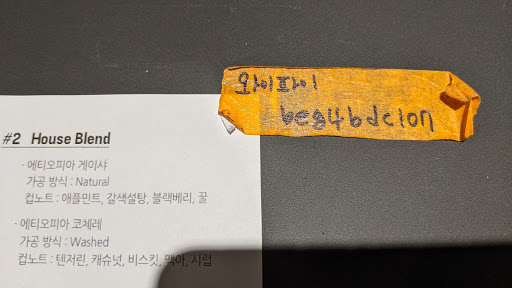 와이파이
beg4bdc1on
#2 House Blend
- 에티오피아 게이샤
가공 방식 : Natural
컵노트 : 애플민트, 갈색설탕, 블랙베리, 꿀
- 에티오피아 코체레
가공 방식 : Washed
컵노트 : 텐저린, 캐슈넛, 비스킷, 맥아, 시럽